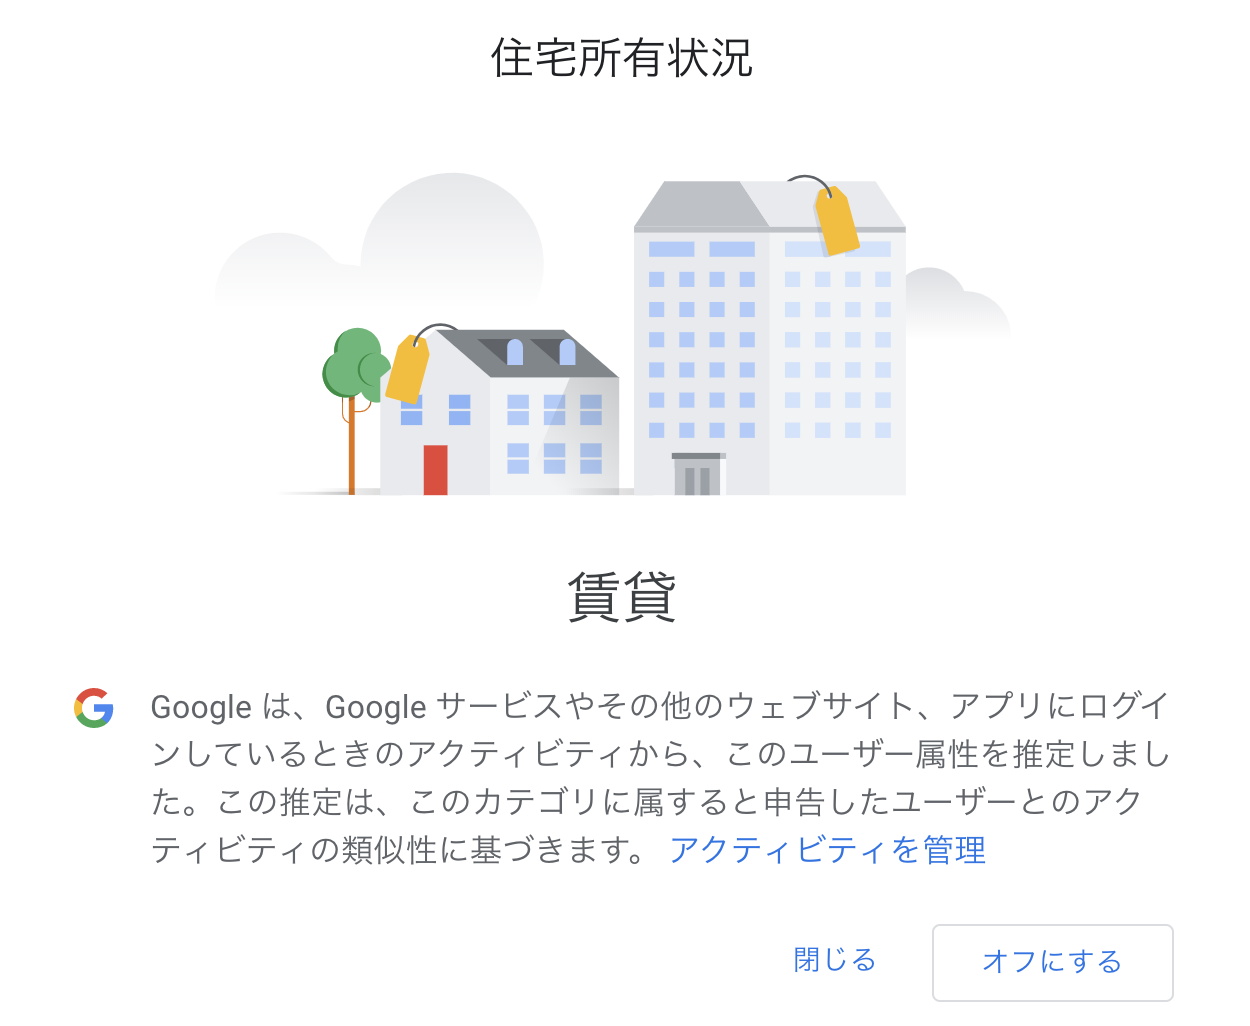 住宅所有状況
賃貸
Google は、Google サービスやその他のウェブサイト、アプリにログイ
ンしているときのアクティビティから、このユーザー属性を推定しまし
た。この推定は、このカテゴリに属すると申告したユーザーとのアク
ティビティの類似性に基づきます。 アクティビティを管理
閉じる オフにする